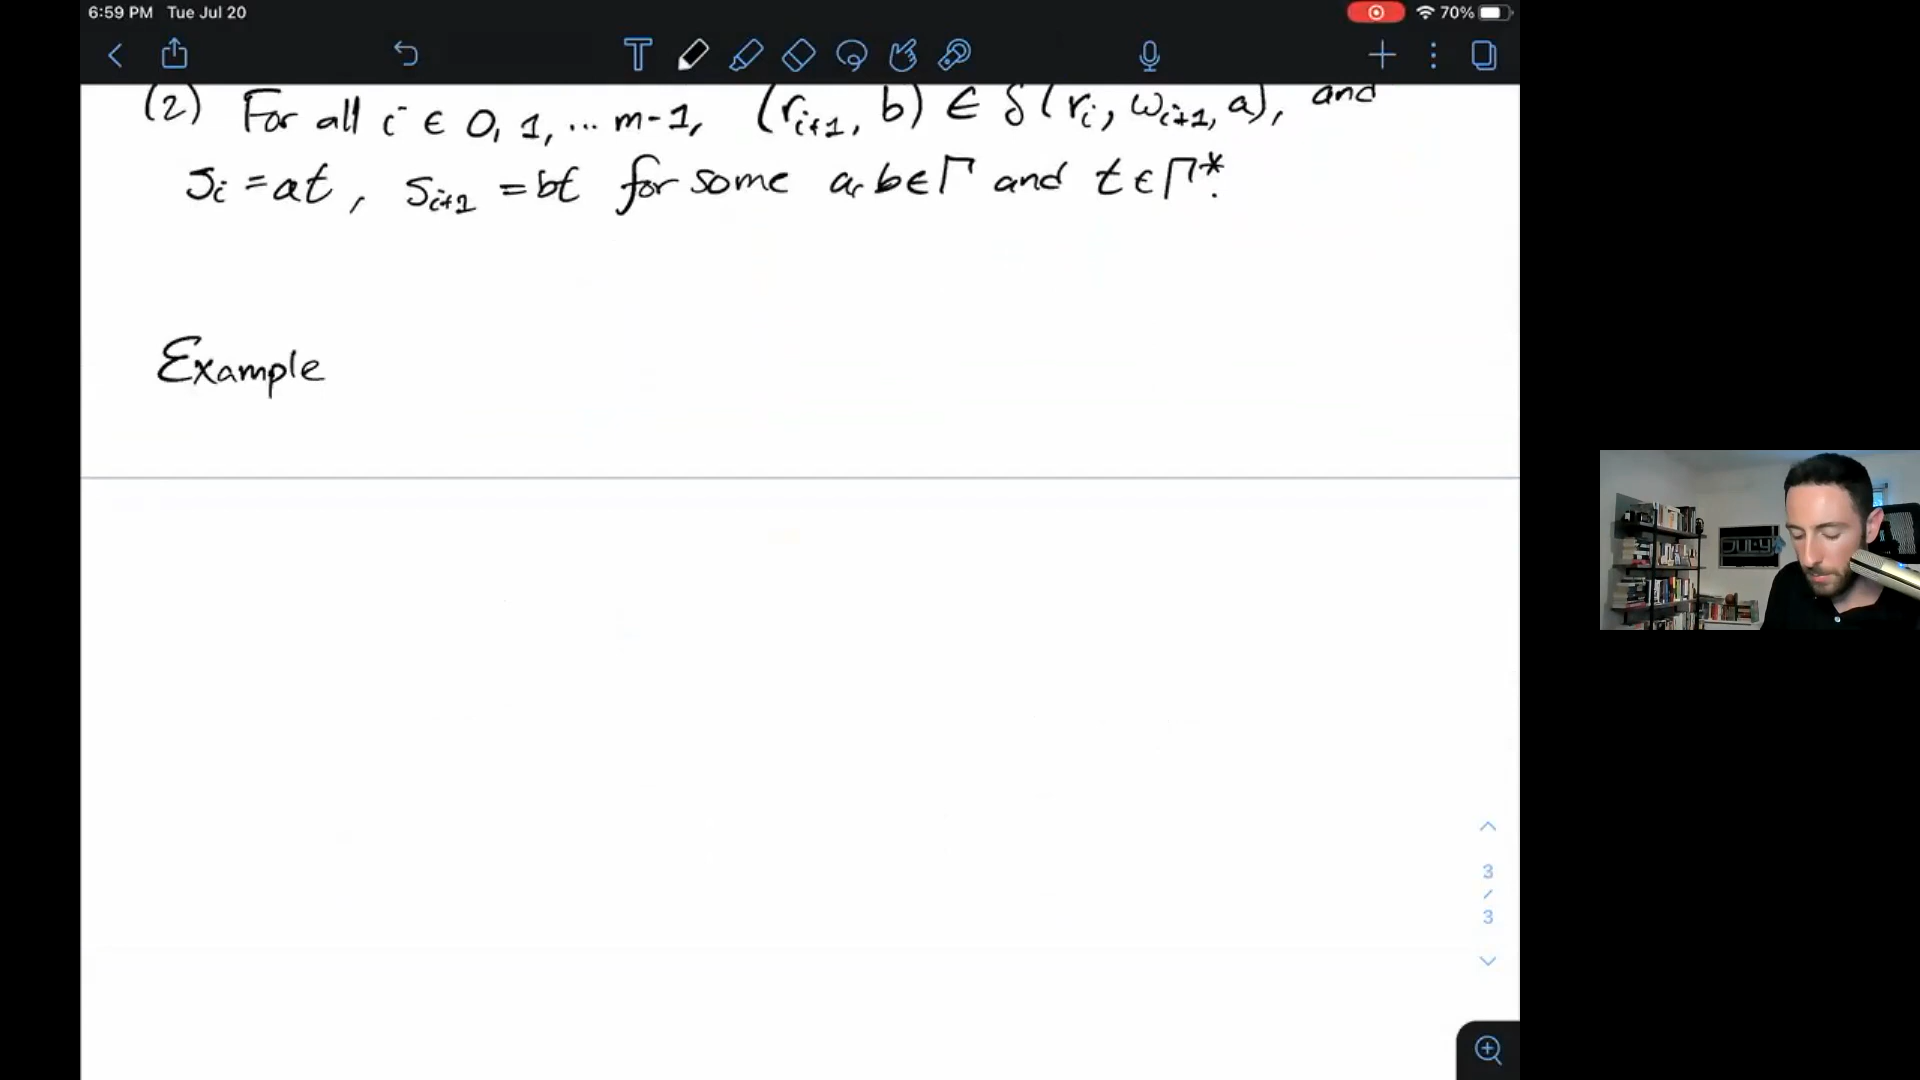 6:59 PM Tue Jul 20
70%
(2) For all i ∈ 0, 1, ... m-1, (rᵢ₊₁, b) ∈ δ(rᵢ, ωᵢ₊₁, a), and
sᵢ = at, sᵢ₊₁ = bt for some a, b ∈ Γ and t ∈ Γ*.
Example
3
/
3